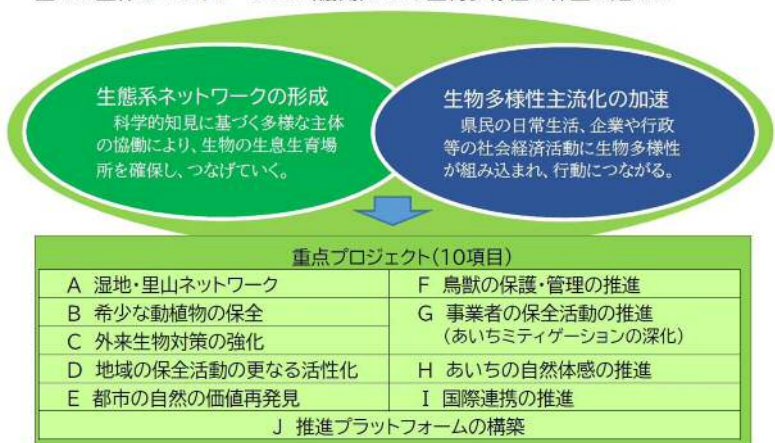 生態系ネットワークの形成
科学的知見に基づく多様な主体
の協働により、生物の生息生育場
所を確保し、つなげていく。
生物多様性主流化の加速
県民の日常生活、企業や行政
等の社会経済活動に生物多様性
が組み込まれ、行動につながる。
重点プロジェクト(10項目)
A 湿地・里山ネットワーク
B 希少な動植物の保全
C 外来生物対策の強化
D 地域の保全活動の更なる活性化
E 都市の自然の価値再発見
F 鳥獣の保護・管理の推進
G 事業者の保全活動の推進
(あいちミティゲーションの深化)
H あいちの自然体感の推進
I 国際連携の推進
J 推進プラットフォームの構築